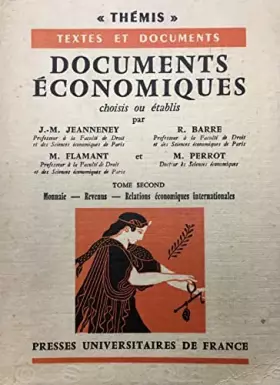 « THÉMIS »
TEXTES ET DOCUMENTS
DOCUMENTS
ÉCONOMIQUES
choisis ou établis
par
J.-M. JEANNENEY R. BARRE
Professeur à la Faculté de Droit Professeur à la Faculté de Droit
et des Sciences économiques de Paris et des Sciences économiques de Paris
M. FLAMANT et M. PERROT
Professeur à la Faculté de Droit Docteur ès Sciences économiques
et des Sciences économiques de Paris
TOME SECOND
Monnaie — Revenus — Relations économiques internationales
PRESSES UNIVERSITAIRES DE FRANCE